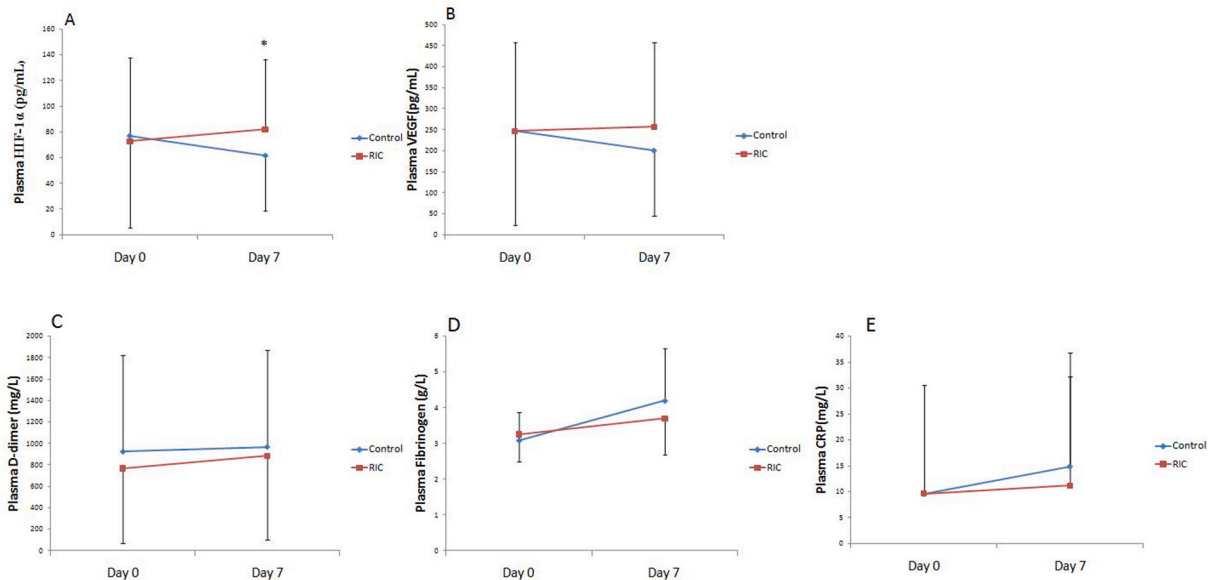 A
*
Plasma HIF-1 α (pg/mL)
160
140
120
100
80
60
40
20
0
Day 0
Day 7
Control
RIC
B
Plasma VEGF(pg/mL)
500
450
400
350
300
250
200
150
100
50
0
Day 0
Day 7
Control
RIC
C
Plasma D-dimer (mg/L)
2000
1800
1600
1400
1200
1000
800
600
400
200
0
Day 0
Day 7
Control
RIC
D
Plasma Fibrinogen (g/L)
6
5
4
3
2
1
0
Day 0
Day 7
Control
RIC
E
Plasma CRP(mg/L)
40
35
30
25
20
15
10
5
0
Day 0
Day 7
Control
RIC